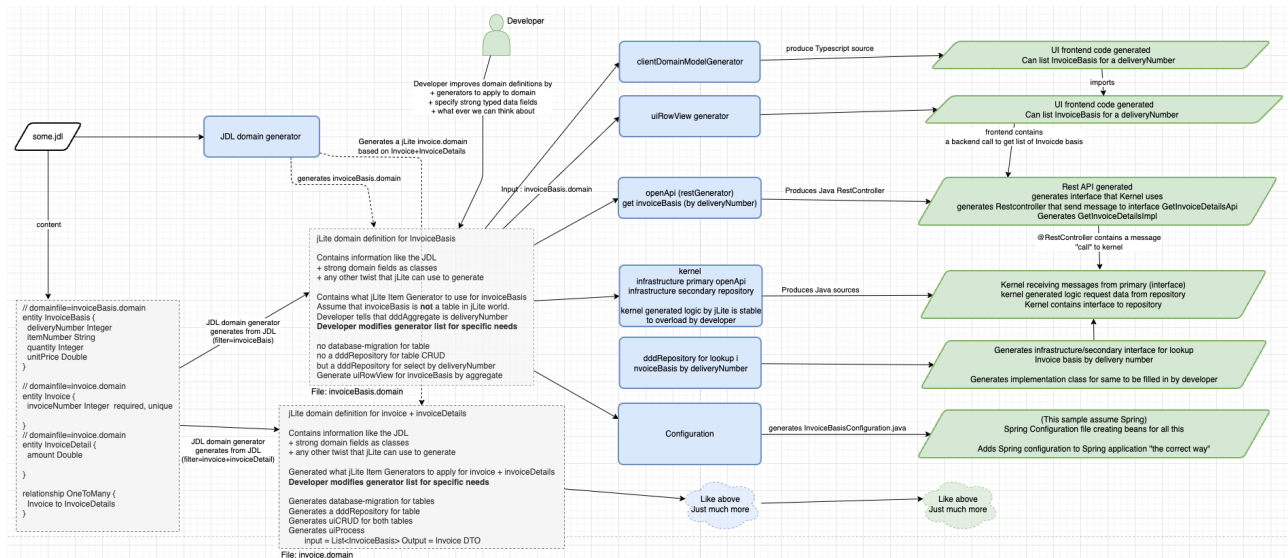 Developer
Developer improves domain definitions by
+ generators to apply to domain
+ specify strong typed data fields
+ what ever we can think about
some.jdl
JDL domain generator
Generates a jLite invoice.domain
based on Invoice+InvoiceDetails
generates invoiceBasis.domain
content
// domainfile=invoiceBasis.domain
entity InvoiceBasis {
deliveryNumber Integer
itemNumber String
quantity Integer
unitPrice Double
}
// domainfile=invoice.domain
entity Invoice {
invoiceNumber Integer required, unique
}
// domainfile=invoice.domain
entity InvoiceDetail {
amount Double
}
relationship OneToMany {
Invoice to InvoiceDetails
}
JDL domain generator
generates from JDL
(filter=invoiceBais)
JDL domain generator
generates from JDL
(filter=invoice+invoiceDetail)
jLite domain definition for InvoiceBasis
Contains information like the JDL
+ strong domain fields as classes
+ any other twist that jLite can use to generate
Contains what jLite Item Generator to use for invoiceBasis
Assume that invoiceBasis is not a table in jLite world.
Developer tells that dddAggregate is deliveryNumber
Developer modifies generator list for specific needs
no database-migration for table
no a dddRepository for table CRUD
but a dddRepository for select by deliveryNumber
Generate uiRowView for invoiceBasis by aggregate
File: invoiceBasis.domain
jLite domain definition for invoice + invoiceDetails
Contains information like the JDL
+ strong domain fields as classes
+ any other twist that jLite can use to generate
Generated what jLite Item Generators to apply for invoice + invoiceDetails
Developer modifies generator list for specific needs
Generates database-migration for tables
Generates a dddRepository for table
Generates uiCRUD for both tables
Generates uiProcess
input = List<InvoiceBasis> Output = Invoice DTO
File: invoice.domain
Input : invoiceBasis.domain
clientDomainModelGenerator
produce Typescript source
UI frontend code generated
Can list InvoiceBasis for a deliveryNumber
imports
uiRowView generator
UI frontend code generated
Can list InvoiceBasis for a deliveryNumber
frontend contains
a backend call to get list of Invoicde basis
openApi (restGenerator)
get invoiceBasis (by deliveryNumber)
Produces Java RestController
Rest API generated
generates interface that Kernel uses
generates Restcontroller that send message to interface GetInvoiceDetailsApi
Generates GetInvoiceDetailsImpl
@RestController contains a message
"call" to kernel
kernel
infrastructure primary openApi
infrastructure secondary repository
kernel generated logic by jLite is stable
to overload by developer
Produces Java sources
Kernel receiving messages from primary (interface)
kernel generated logic request data from repository
Kernel contains interface to repository
dddRepository for lookup i
nvoiceBasis by deliveryNumber
Generates infrastructure/secondary interface for lookup
Invoice basis by delivery number
Generates implementation class for same to be filled in by developer
Configuration
generates InvoiceBasisConfiguration.java
(This sample assume Spring)
Spring Configuration file creating beans for all this
Adds Spring configuration to Spring application "the correct way"
Like above
Just much more
Like above
Just much more